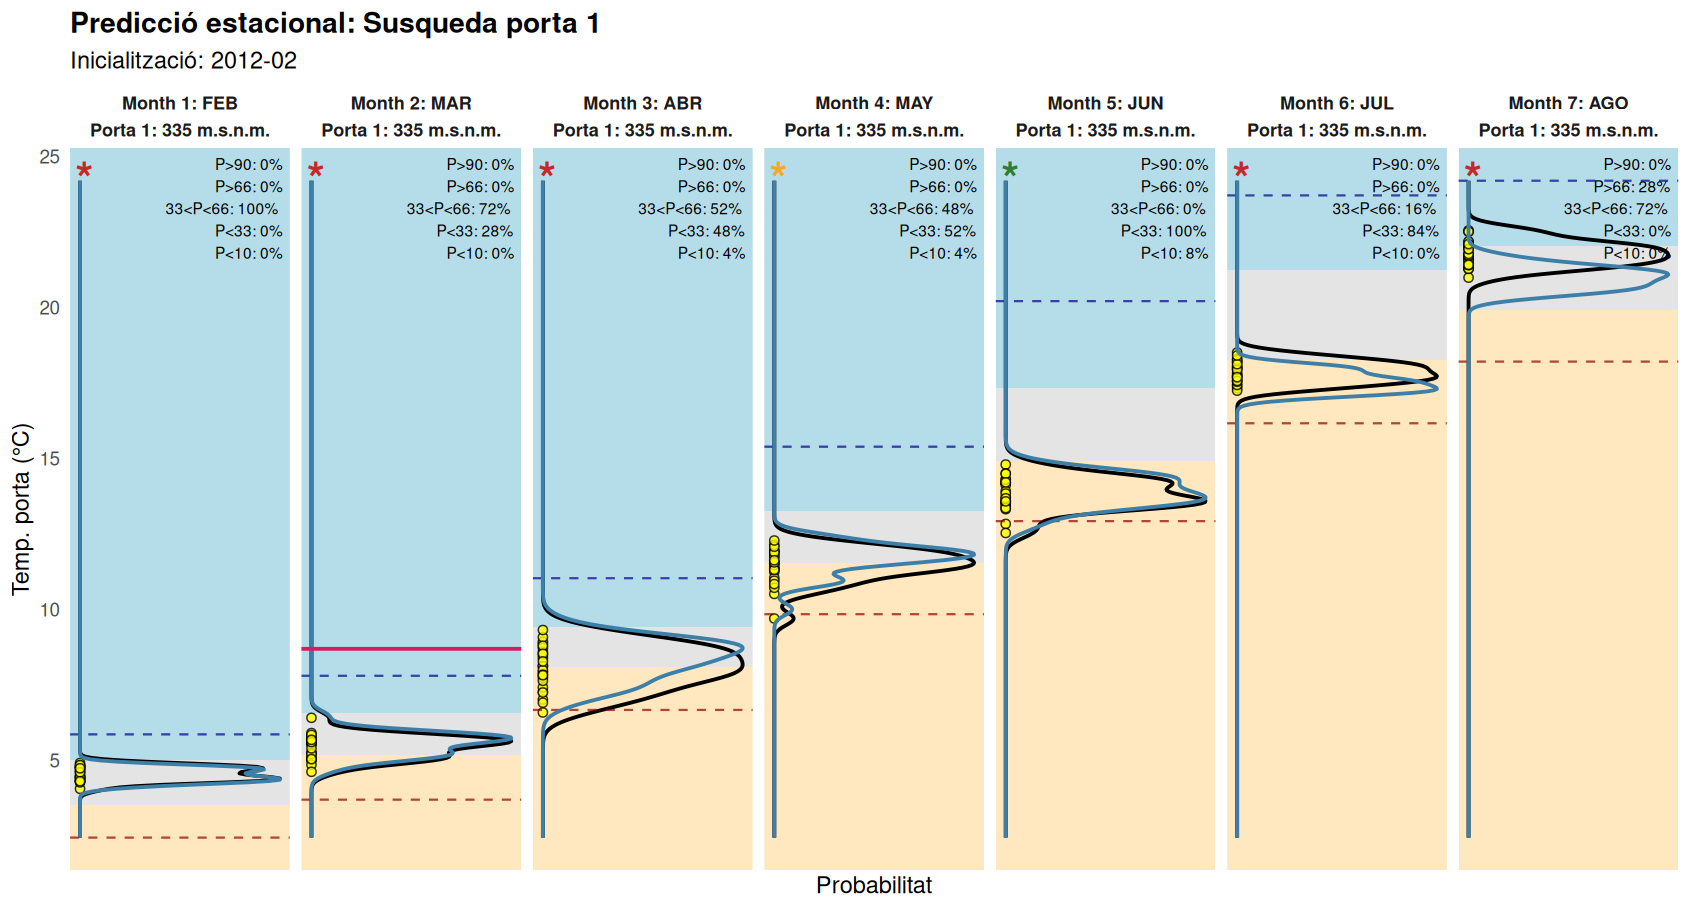 Predicció estacional: Susqueda porta 1
Inicialització: 2012-02
Month 1: FEB
Porta 1: 335 m.s.n.m.
Month 2: MAR
Porta 1: 335 m.s.n.m.
Month 3: ABR
Porta 1: 335 m.s.n.m.
Month 4: MAY
Porta 1: 335 m.s.n.m.
Month 5: JUN
Porta 1: 335 m.s.n.m.
Month 6: JUL
Porta 1: 335 m.s.n.m.
Month 7: AGO
Porta 1: 335 m.s.n.m.
Temp. porta (°C)
25
20
15
10
5
*
P>90: 0%
P>66: 0%
33<P<66: 100%
P<33: 0%
P<10: 0%
*
P>90: 0%
P>66: 0%
33<P<66: 72%
P<33: 28%
P<10: 0%
*
P>90: 0%
P>66: 0%
33<P<66: 52%
P<33: 48%
P<10: 4%
*
P>90: 0%
P>66: 0%
33<P<66: 48%
P<33: 52%
P<10: 4%
*
P>90: 0%
P>66: 0%
33<P<66: 0%
P<33: 100%
P<10: 8%
*
P>90: 0%
P>66: 0%
33<P<66: 16%
P<33: 84%
P<10: 0%
*
P>90: 0%
P>66: 28%
33<P<66: 72%
P<33: 0%
P<10: 0%
Probabilitat